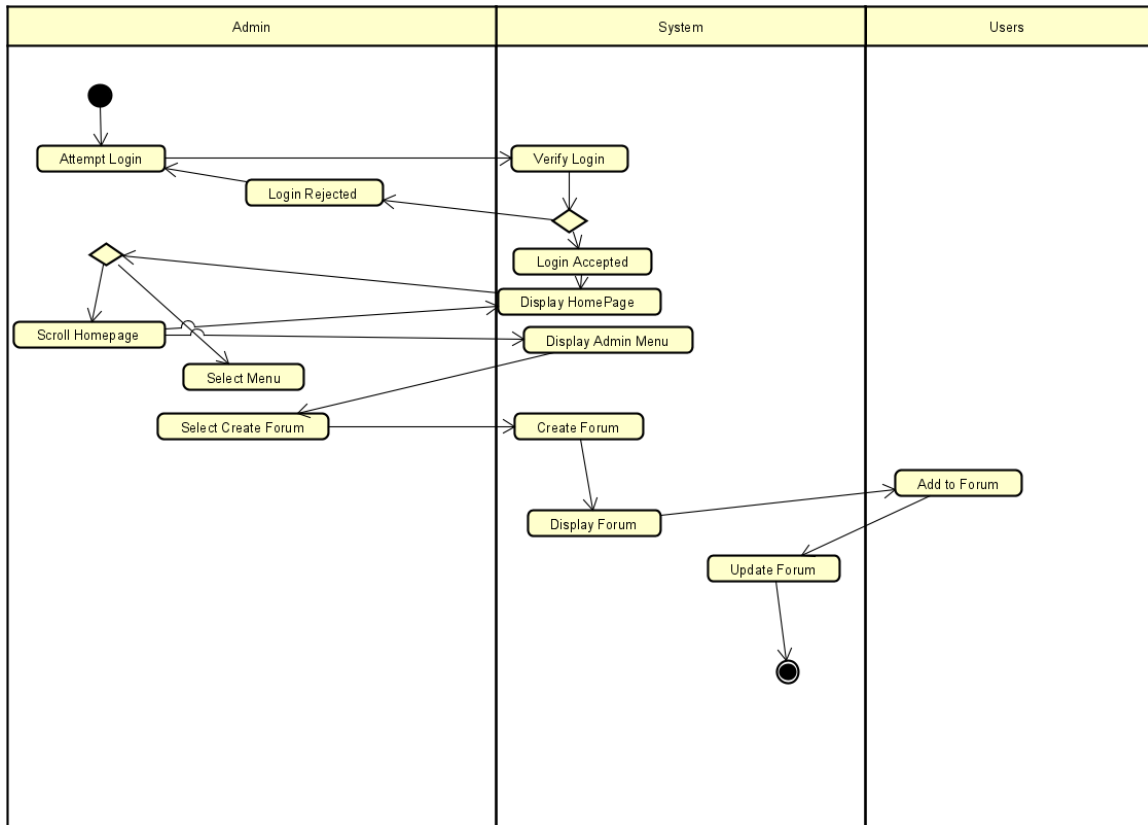 Admin
System
Users
Attempt Login
Verify Login
Login Rejected
Login Accepted
Display HomePage
Scroll Homepage
Display Admin Menu
Select Menu
Select Create Forum
Create Forum
Add to Forum
Display Forum
Update Forum